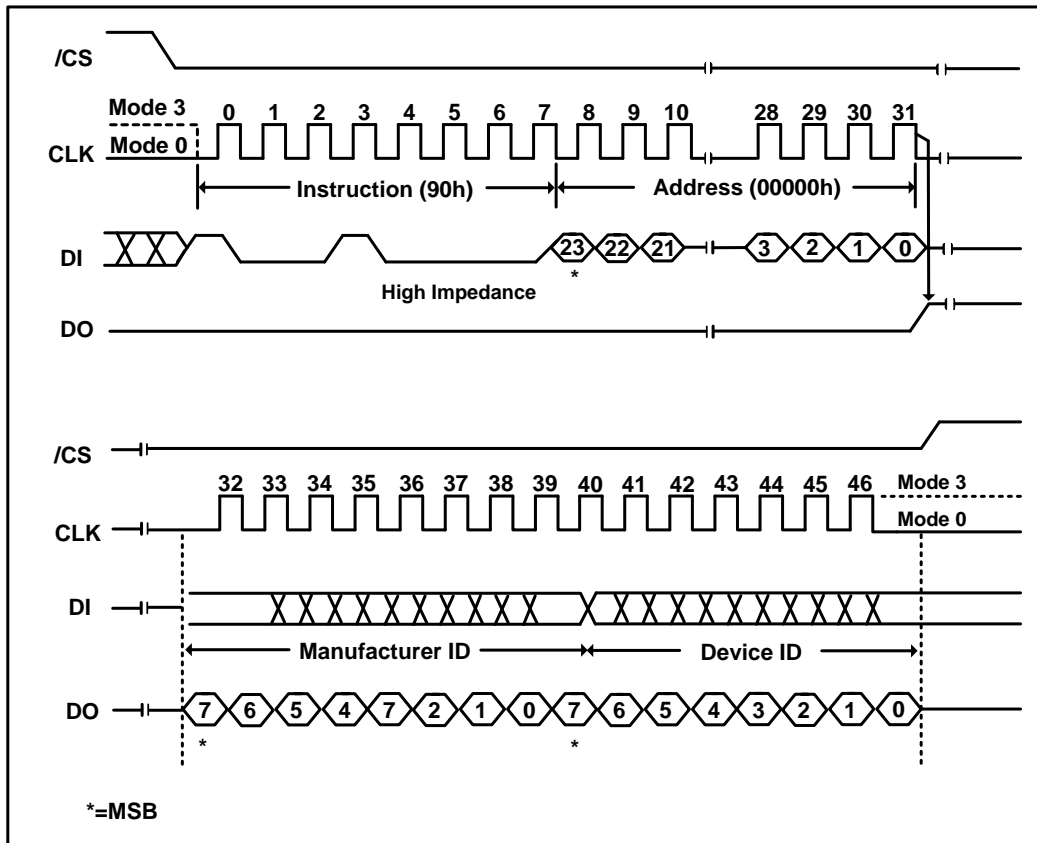 /CS
Mode 3
0 1 2 3 4 5 6 7 8 9 10 28 29 30 31
CLK
Mode 0
Instruction (90h)
Address (00000h)
DI
23 22 21 3 2 1 0
*
High Impedance
DO
/CS
32 33 34 35 36 37 38 39 40 41 42 43 44 45 46
Mode 3
CLK
Mode 0
DI
Manufacturer ID
Device ID
DO
7 6 5 4 7 2 1 0 7 6 5 4 3 2 1 0
* *
*=MSB